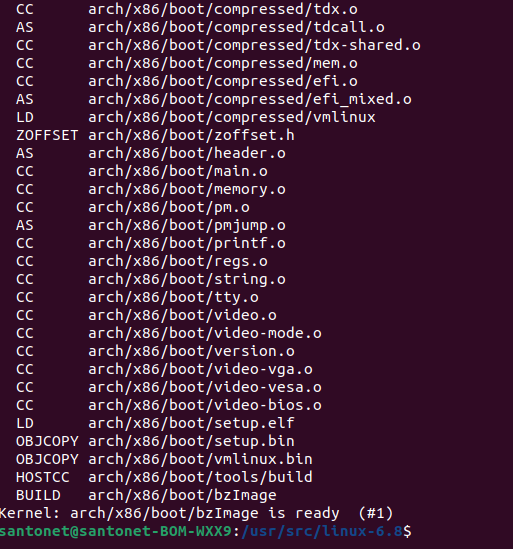 CC arch/x86/boot/compressed/tdx.o
AS arch/x86/boot/compressed/tdcall.o
CC arch/x86/boot/compressed/tdx-shared.o
CC arch/x86/boot/compressed/mem.o
CC arch/x86/boot/compressed/efi.o
AS arch/x86/boot/compressed/efi_mixed.o
LD arch/x86/boot/compressed/vmlinux
ZOFFSET arch/x86/boot/zoffset.h
AS arch/x86/boot/header.o
CC arch/x86/boot/main.o
CC arch/x86/boot/memory.o
CC arch/x86/boot/pm.o
AS arch/x86/boot/pmjump.o
CC arch/x86/boot/printf.o
CC arch/x86/boot/regs.o
CC arch/x86/boot/string.o
CC arch/x86/boot/tty.o
CC arch/x86/boot/video.o
CC arch/x86/boot/video-mode.o
CC arch/x86/boot/version.o
CC arch/x86/boot/video-vga.o
CC arch/x86/boot/video-vesa.o
CC arch/x86/boot/video-bios.o
LD arch/x86/boot/setup.elf
OBJCOPY arch/x86/boot/setup.bin
OBJCOPY arch/x86/boot/vmlinux.bin
HOSTCC arch/x86/boot/tools/build
BUILD arch/x86/boot/bzImage
Kernel: arch/x86/boot/bzImage is ready (#1)
santonet@santonet-BOM-WXX9:/usr/src/linux-6.8$